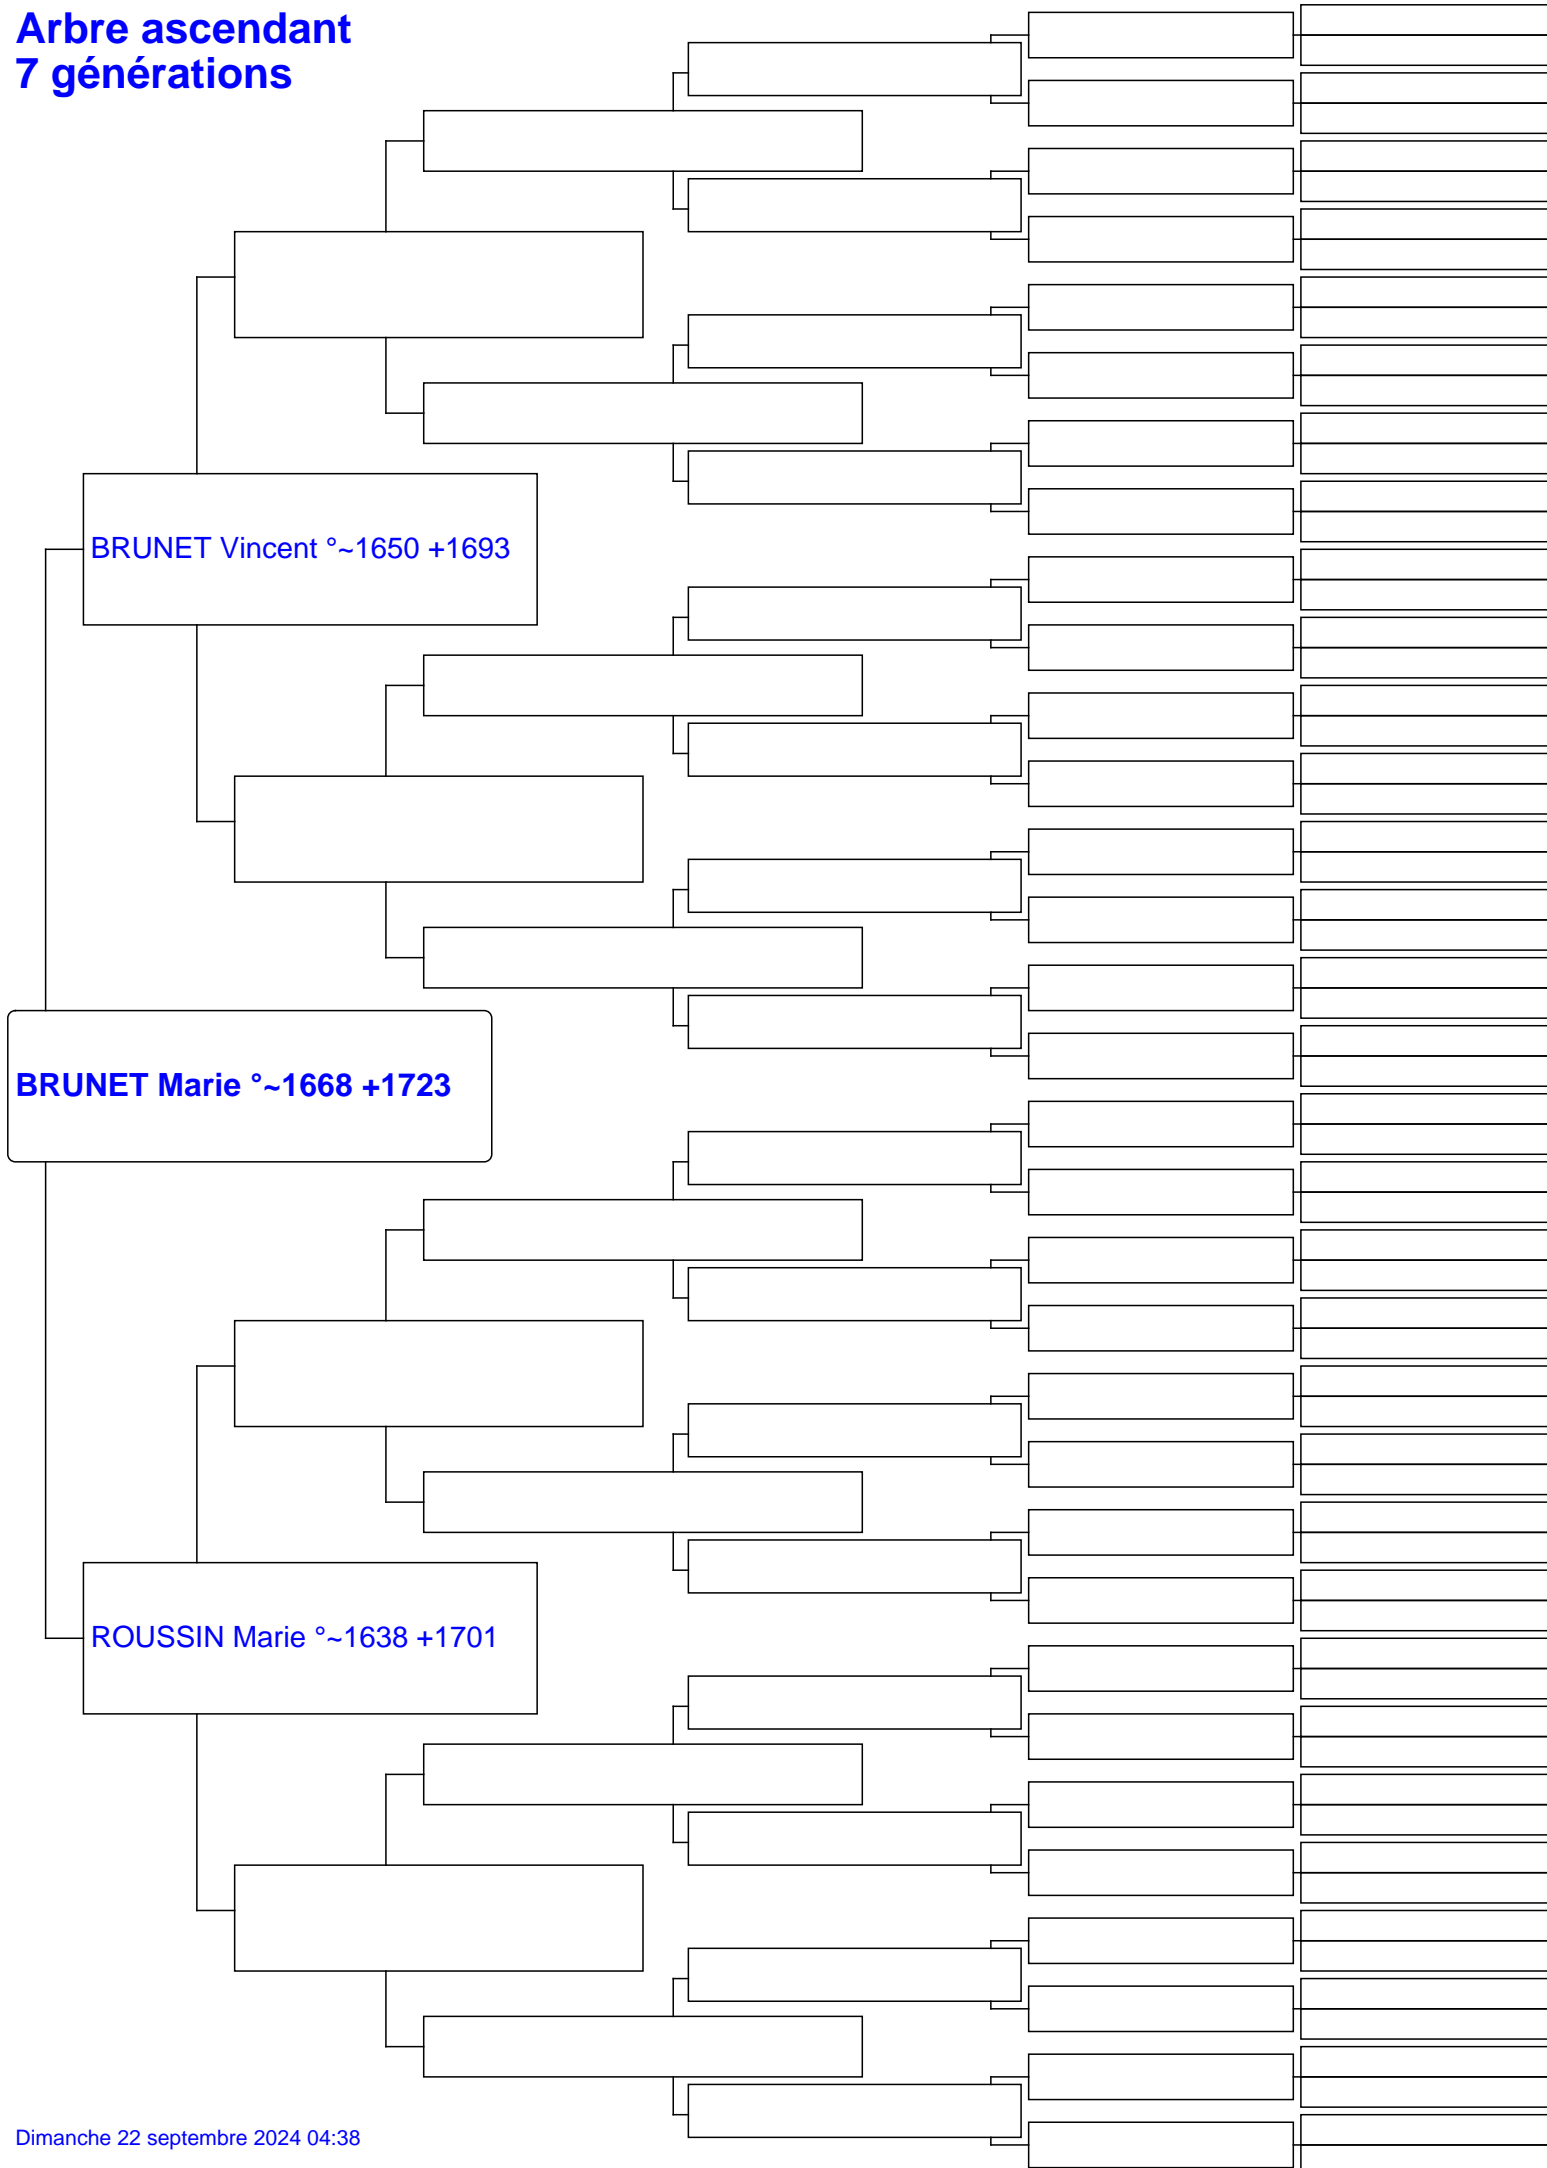 Arbre ascendant
7 générations
BRUNET Vincent °~1650 +1693
BRUNET Marie °~1668 +1723
ROUSSIN Marie °~1638 +1701
Dimanche 22 septembre 2024 04:38